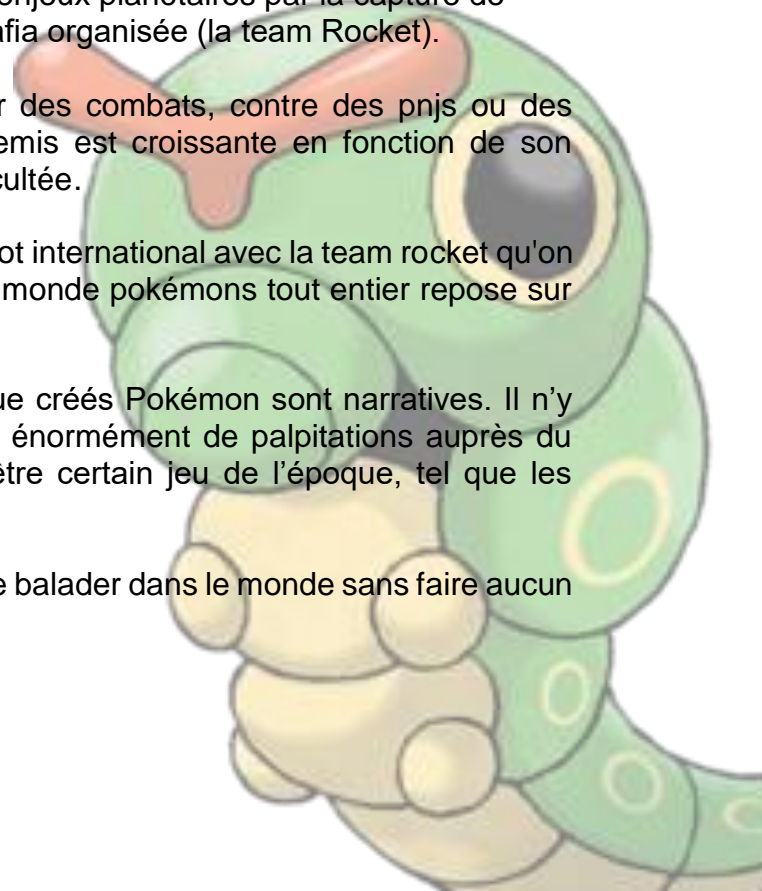 enjeux planétaires par la capture de
afia organisée (la team Rocket).
r des combats, contre des pnjs ou des
emis est croissante en fonction de son
cultée.
ot international avec la team rocket qu'on
monde pokémons tout entier repose sur
ue créés Pokémon sont narratives. Il n’y
énormément de palpitations auprès du
être certain jeu de l’époque, tel que les
e balader dans le monde sans faire aucun